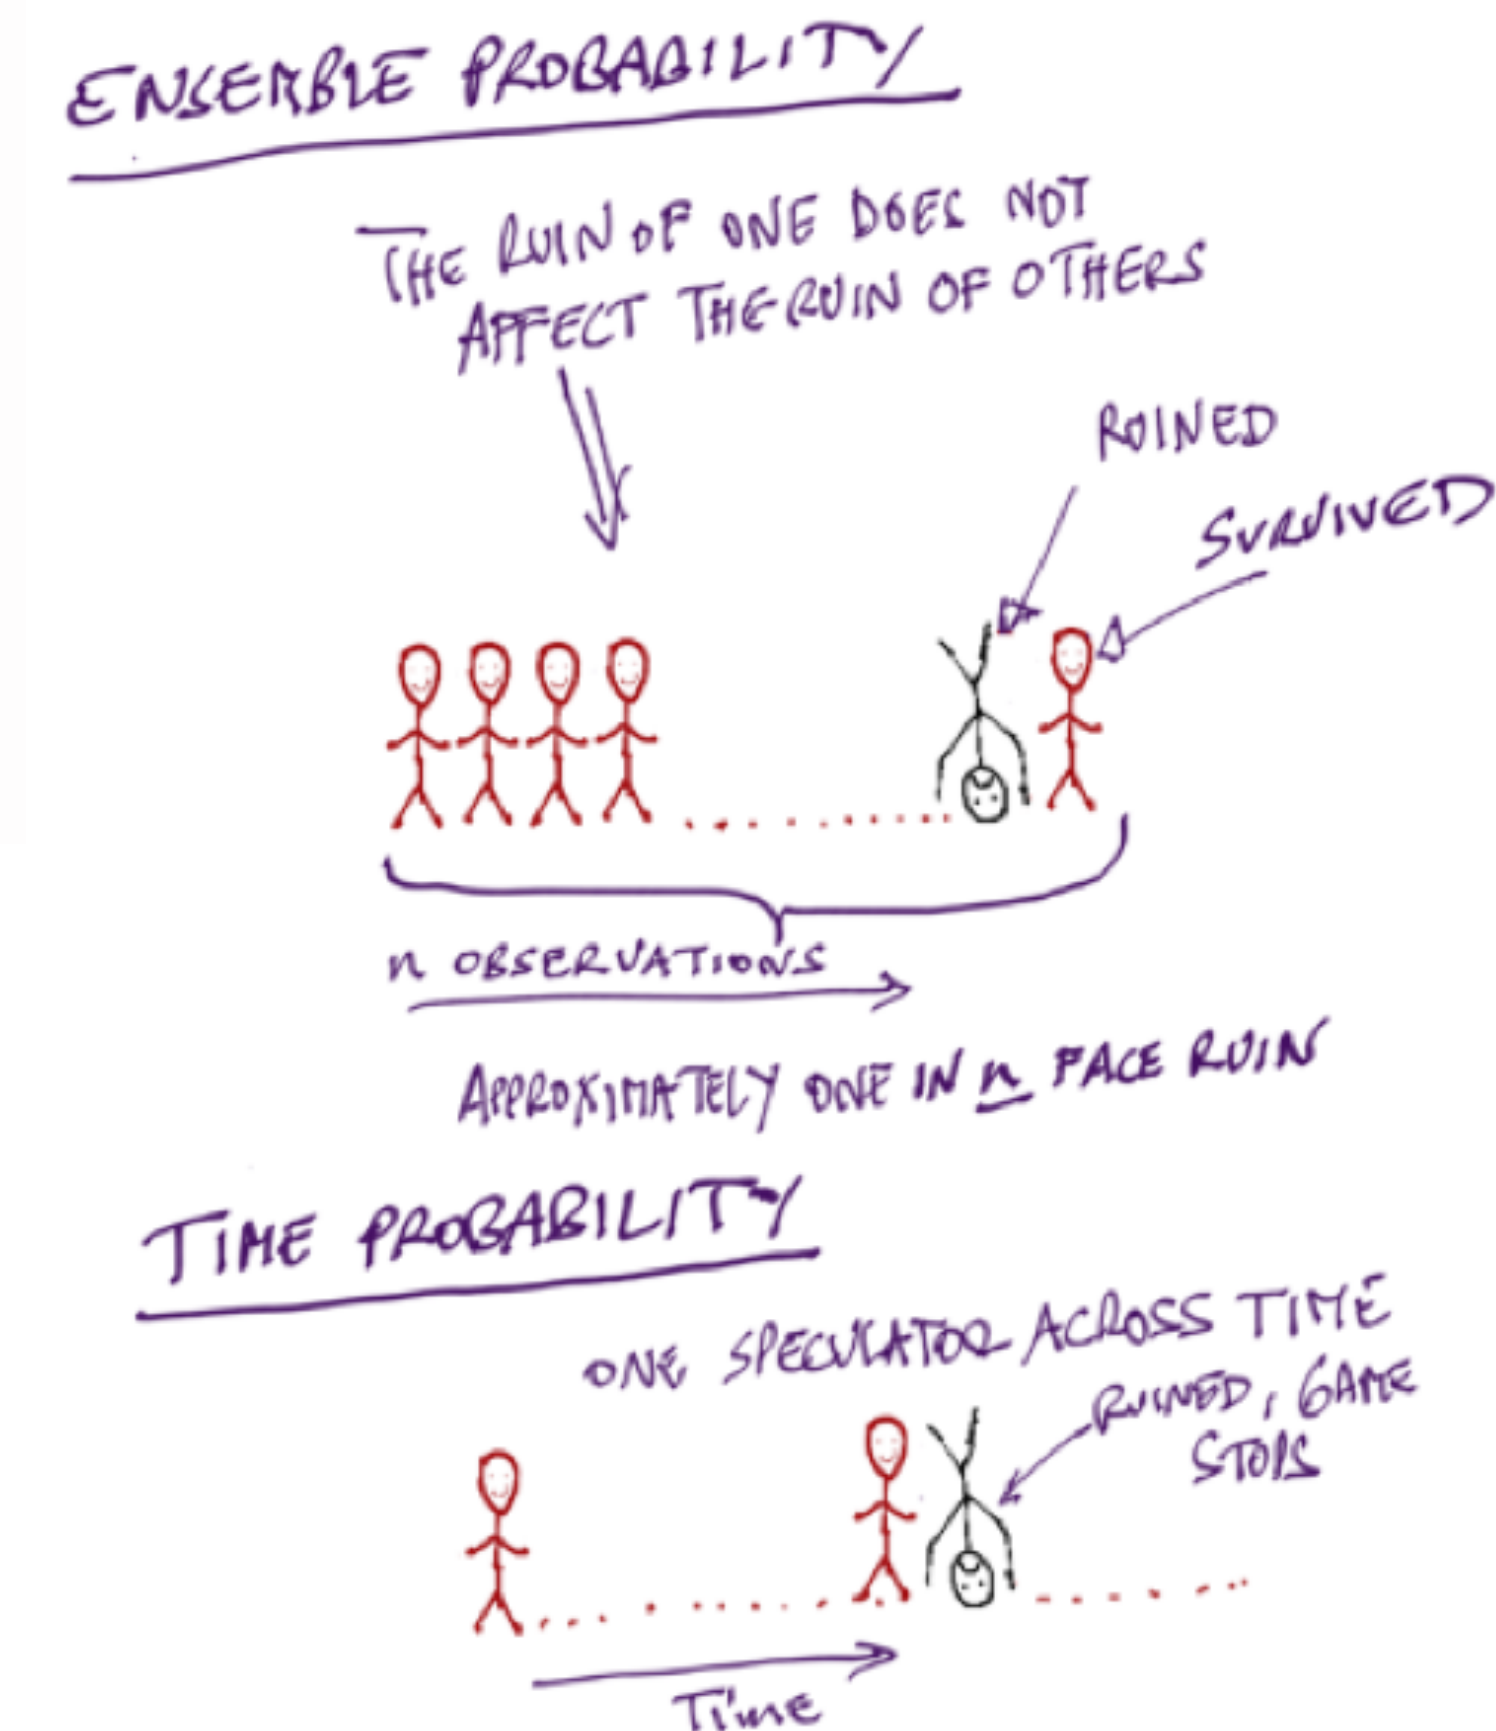 ENSEMBLE PROBABILITY
THE RUIN OF ONE DOES NOT
AFFECT THE RUIN OF OTHERS
RUINED
SURVIVED
n OBSERVATIONS
APPROXIMATELY ONE IN n FACE RUIN
TIME PROBABILITY
ONE SPECULATOR ACROSS TIME
RUINED, GAME
STOPS
Time